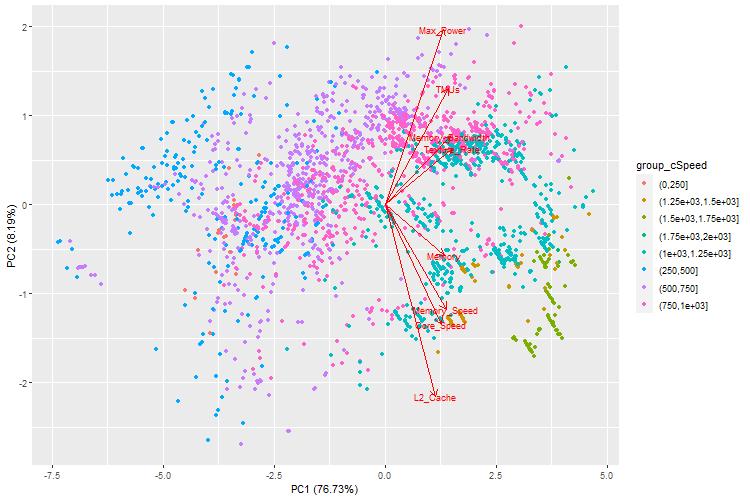 Max_Power
TMUs
Memory_Bandwidth
Texture_Rate
Memory
Memory_Speed
Core_Speed
L2_Cache
2
1
0
-1
-2
PC2 (8.19%)
-7.5
-5.0
-2.5
0.0
2.5
5.0
PC1 (76.73%)
group_cSpeed
(0,250]
(1.25e+03,1.5e+03]
(1.5e+03,1.75e+03]
(1.75e+03,2e+03]
(1e+03,1.25e+03]
(250,500]
(500,750]
(750,1e+03]